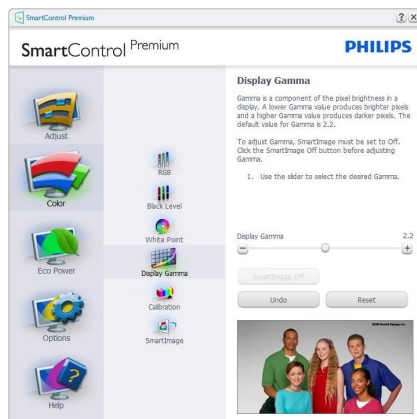 SmartControl Premium
SmartControl Premium
PHILIPS
Adjust
Color
Eco Power
Options
Help
RGB
Black Level
White Point
Display Gamma
Calibration
SmartImage
Display Gamma
Gamma is a component of the pixel brightness in a
display. A lower Gamma value produces brighter pixels
and a higher Gamma value produces darker pixels. The
default value for Gamma is 2.2.
To adjust Gamma, SmartImage must be set to Off.
Click the SmartImage Off button before adjusting
Gamma.
1. Use the slider to select the desired Gamma.
Display Gamma 2.2
SmartImage Off
Undo Reset